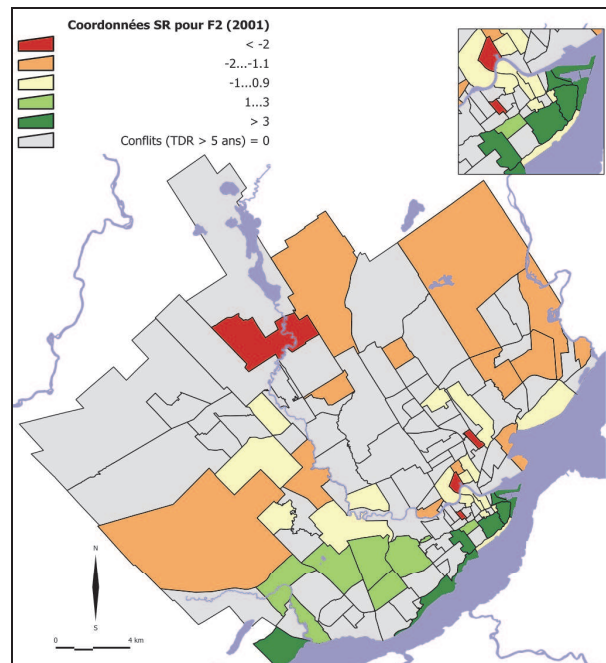 Coordonnées SR pour F2 (2001)
< -2
-2...-1.1
-1...0.9
1...3
> 3
Conflits (TDR > 5 ans) = 0
N
S
0 4 km